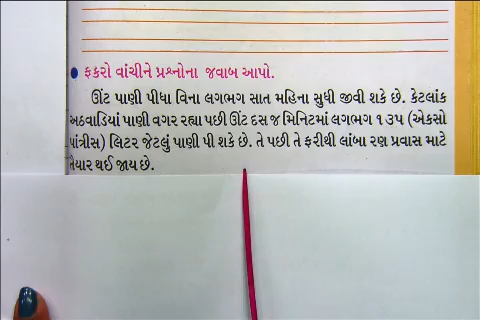 ફકરો વાંચીને પ્રશ્નોના જવાબ આપો.
ઊંટ પાણી પીધા વિના લગભગ સાત મહિના સુધી જીવી શકે છે. કેટલાંક
અઠવાડિયાં પાણી વગર રહ્યા પછી ઊંટ દસ જ મિનિટમાં લગભગ ૧૩૫ (એકસો
પાંત્રીસ) લિટર જેટલું પાણી પી શકે છે. તે પછી તે ફરીથી લાંબા રણ પ્રવાસ માટે
તૈયાર થઈ જાય છે.